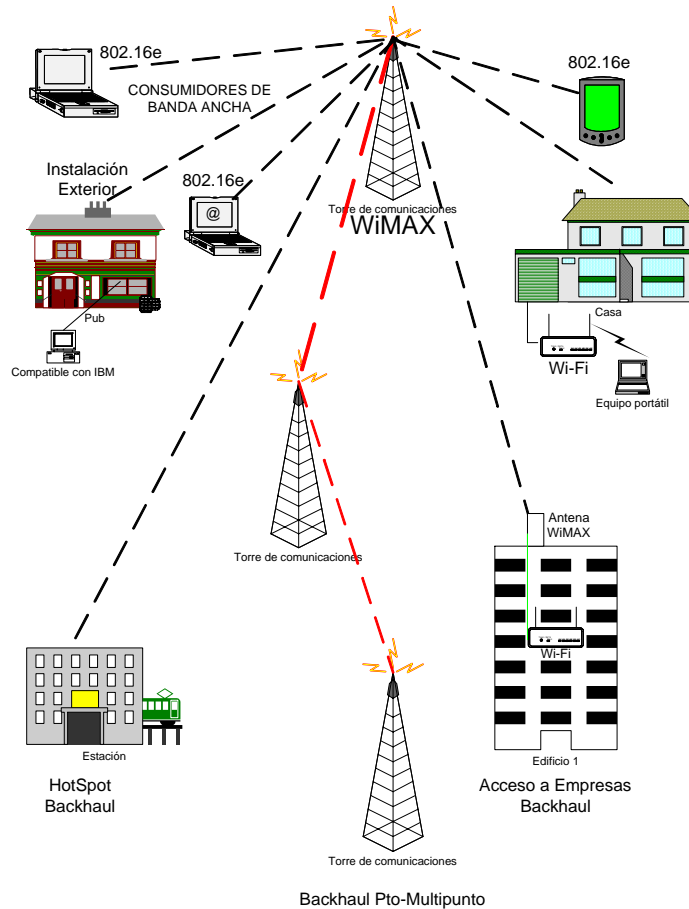 802.16e
CONSUMIDORES DE
BANDA ANCHA
802.16e
Instalación
Exterior
802.16e
@
Torre de comunicaciones
WiMAX
Pub
Compatible con IBM
Casa
Wi-Fi
Equipo portátil
Torre de comunicaciones
Antena
WiMAX
Wi-Fi
Estación
HotSpot
Backhaul
Edificio 1
Acceso a Empresas
Backhaul
Torre de comunicaciones
Backhaul Pto-Multipunto